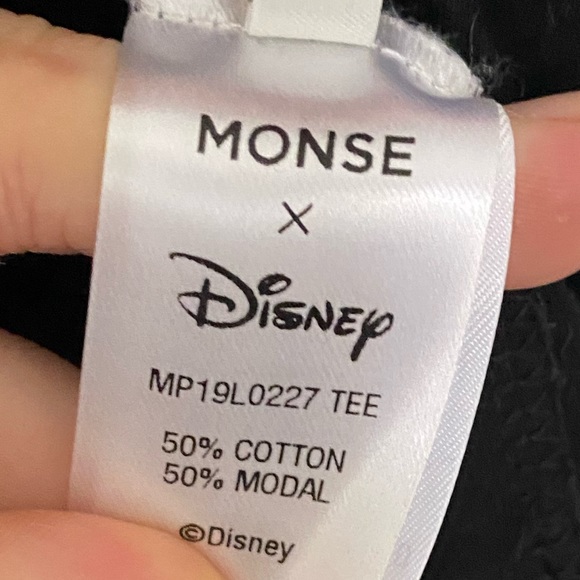 MONSE
X
Disney
MP19L0227 TEE
50% COTTON
50% MODAL
©Disney